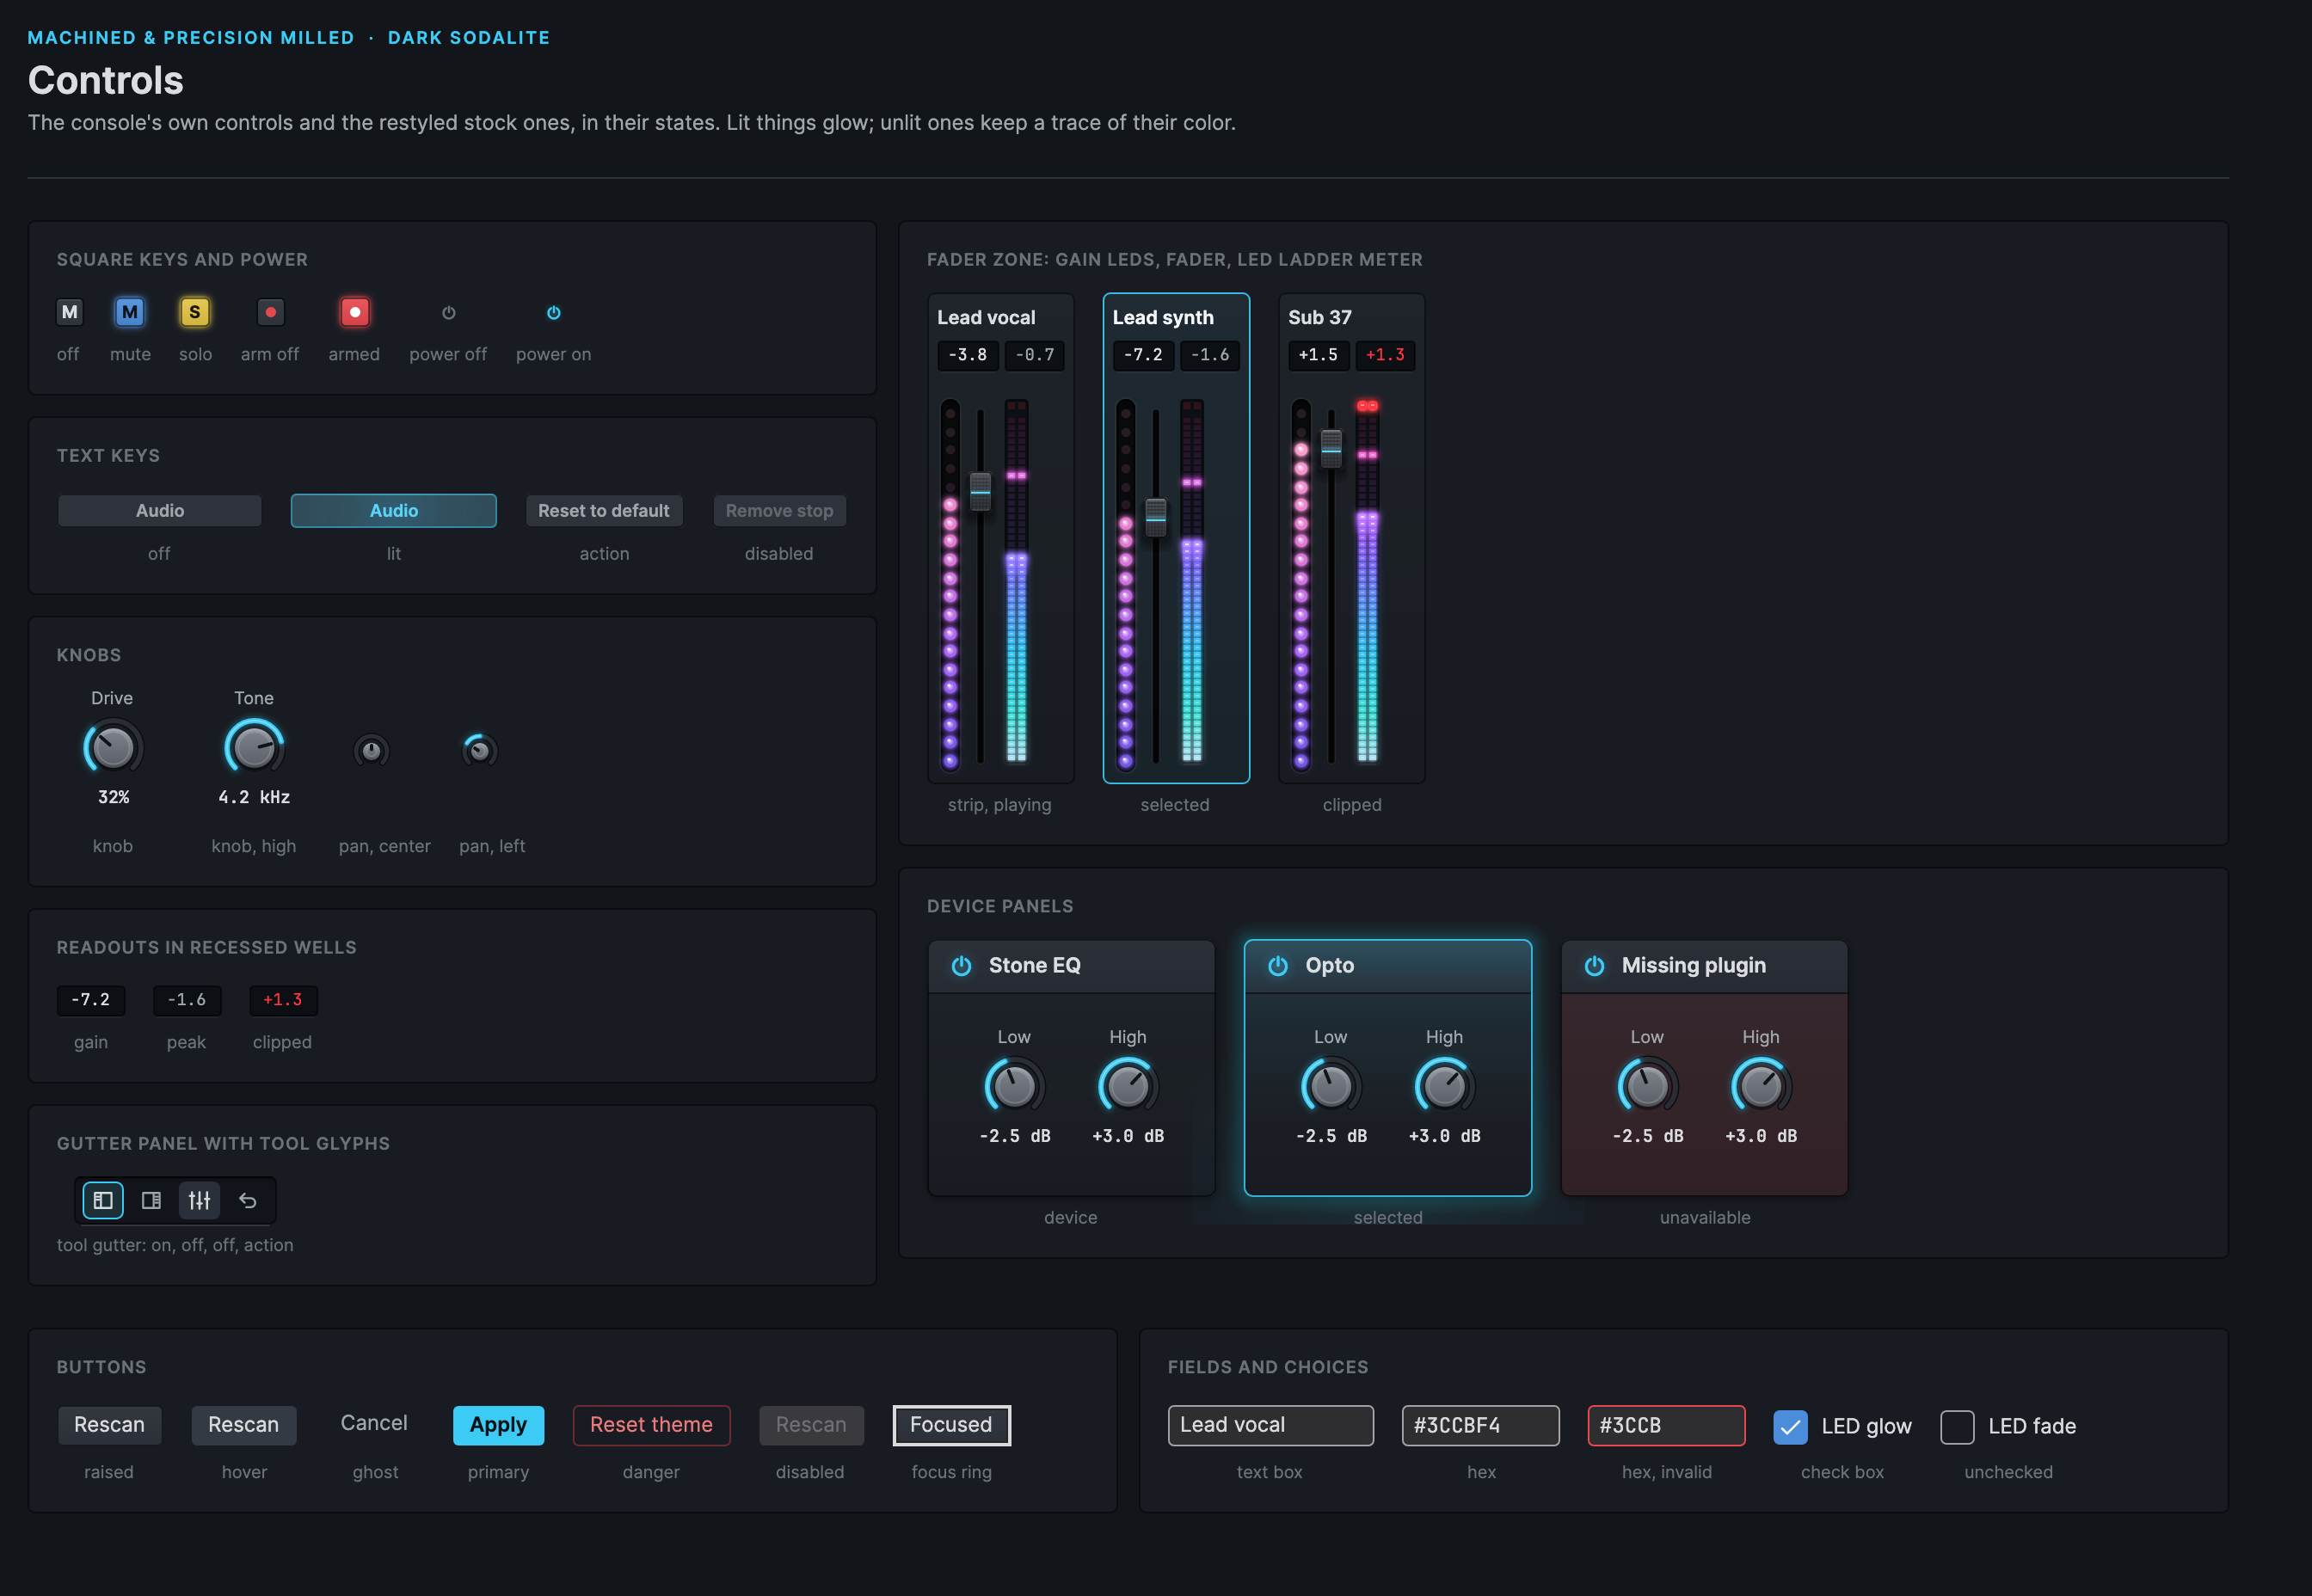 MACHINED & PRECISION MILLED · DARK SODALITE
Controls
The console's own controls and the restyled stock ones, in their states. Lit things glow; unlit ones keep a trace of their color.
SQUARE KEYS AND POWER
M M S
off mute solo arm off armed power off power on
TEXT KEYS
Audio Audio Reset to default Remove stop
off lit action disabled
KNOBS
Drive Tone
32% 4.2 kHz
knob knob, high pan, center pan, left
READOUTS IN RECESSED WELLS
-7.2 -1.6 +1.3
gain peak clipped
GUTTER PANEL WITH TOOL GLYPHS
tool gutter: on, off, off, action
FADER ZONE: GAIN LEDS, FADER, LED LADDER METER
Lead vocal Lead synth Sub 37
-3.8 -0.7 -7.2 -1.6 +1.5 +1.3
strip, playing selected clipped
DEVICE PANELS
Stone EQ Opto Missing plugin
Low High Low High Low High
-2.5 dB +3.0 dB -2.5 dB +3.0 dB -2.5 dB +3.0 dB
device selected unavailable
BUTTONS
Rescan Rescan Cancel Apply Reset theme Rescan Focused
raised hover ghost primary danger disabled focus ring
FIELDS AND CHOICES
Lead vocal #3CCBF4 #3CCB LED glow LED fade
text box hex hex, invalid check box unchecked